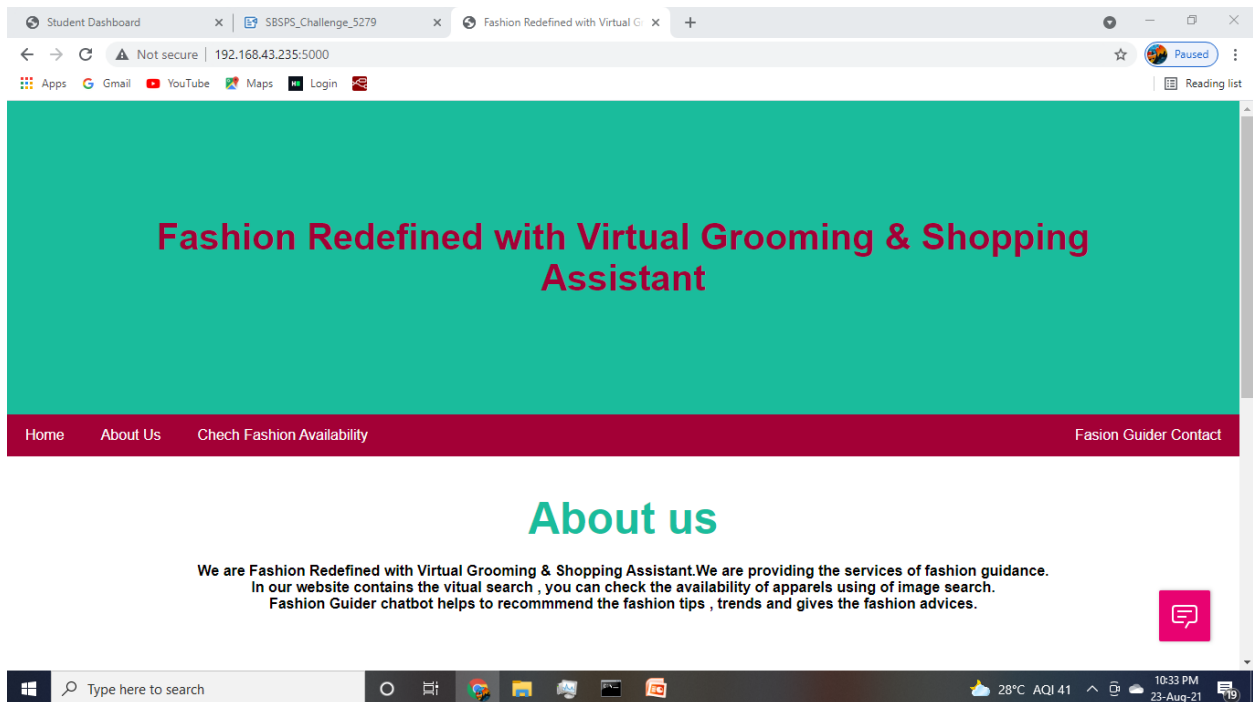 Student Dashboard
SBSPS_Challenge_5279
Fashion Redefined with Virtual G
Not secure | 192.168.43.235:5000
Paused
Apps Gmail YouTube Maps Login
Reading list
Fashion Redefined with Virtual Grooming & Shopping
Assistant
Home About Us Chech Fashion Availability Fasion Guider Contact
About us
We are Fashion Redefined with Virtual Grooming & Shopping Assistant.We are providing the services of fashion guidance.
In our website contains the vitual search , you can check the availability of apparels using of image search.
Fashion Guider chatbot helps to recommmend the fashion tips , trends and gives the fashion advices.
Type here to search
28°C AQI 41
10:33 PM
23-Aug-21
19